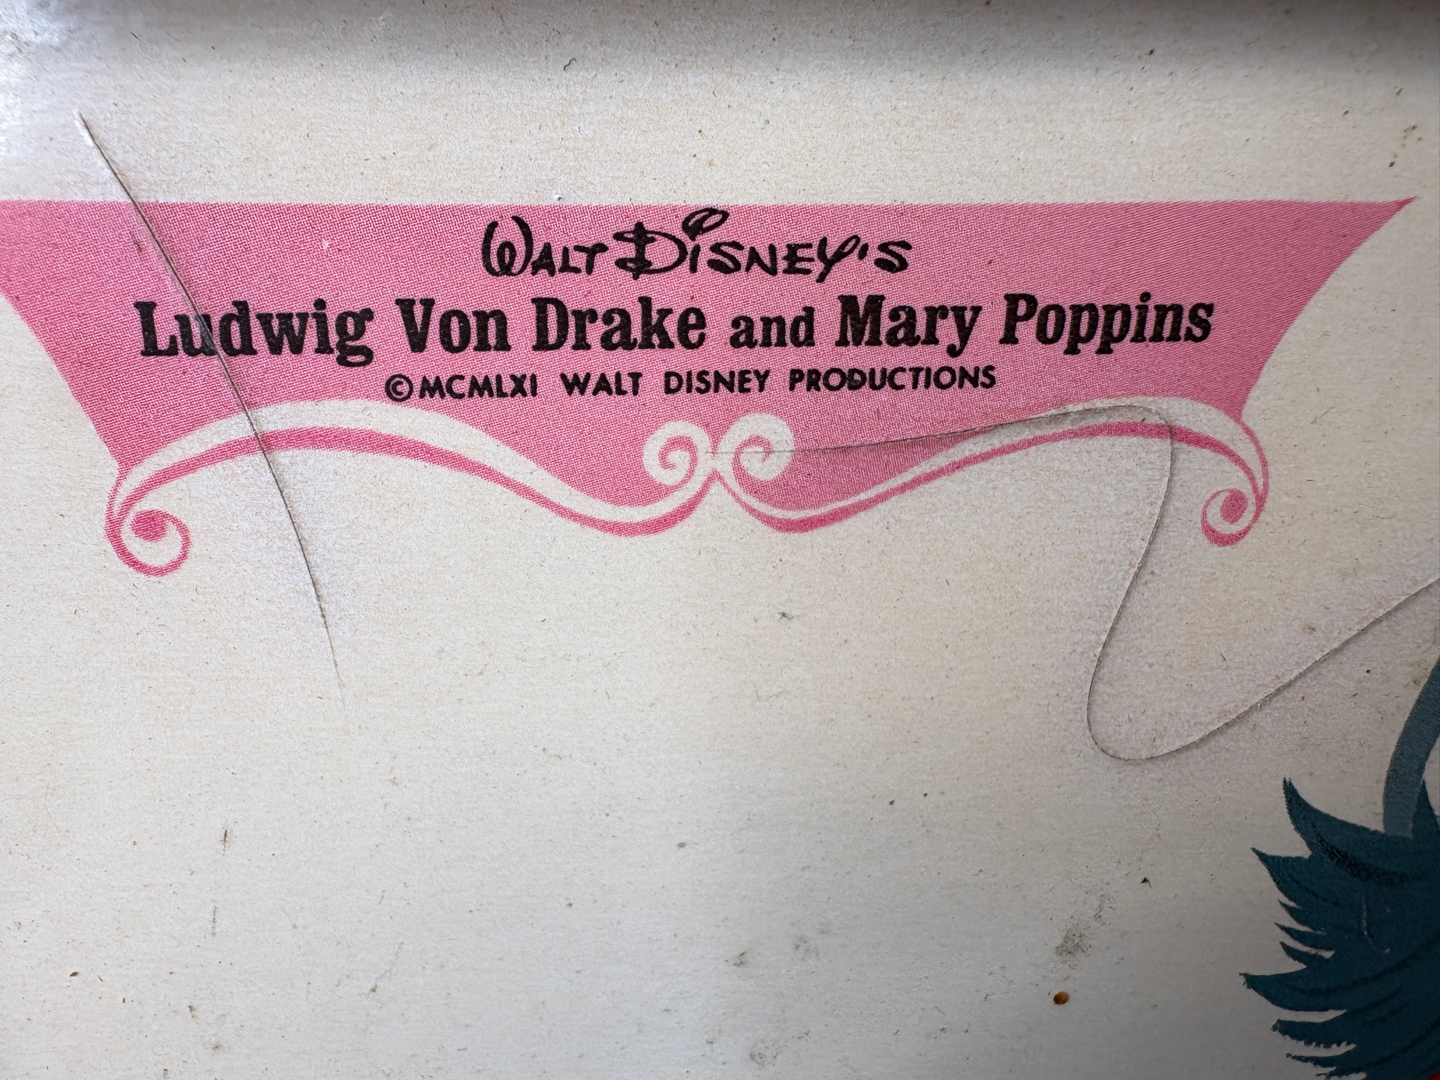 WALT DISNEY'S
Ludwig Von Drake and Mary Poppins
©MCMLXI WALT DISNEY PRODUCTIONS